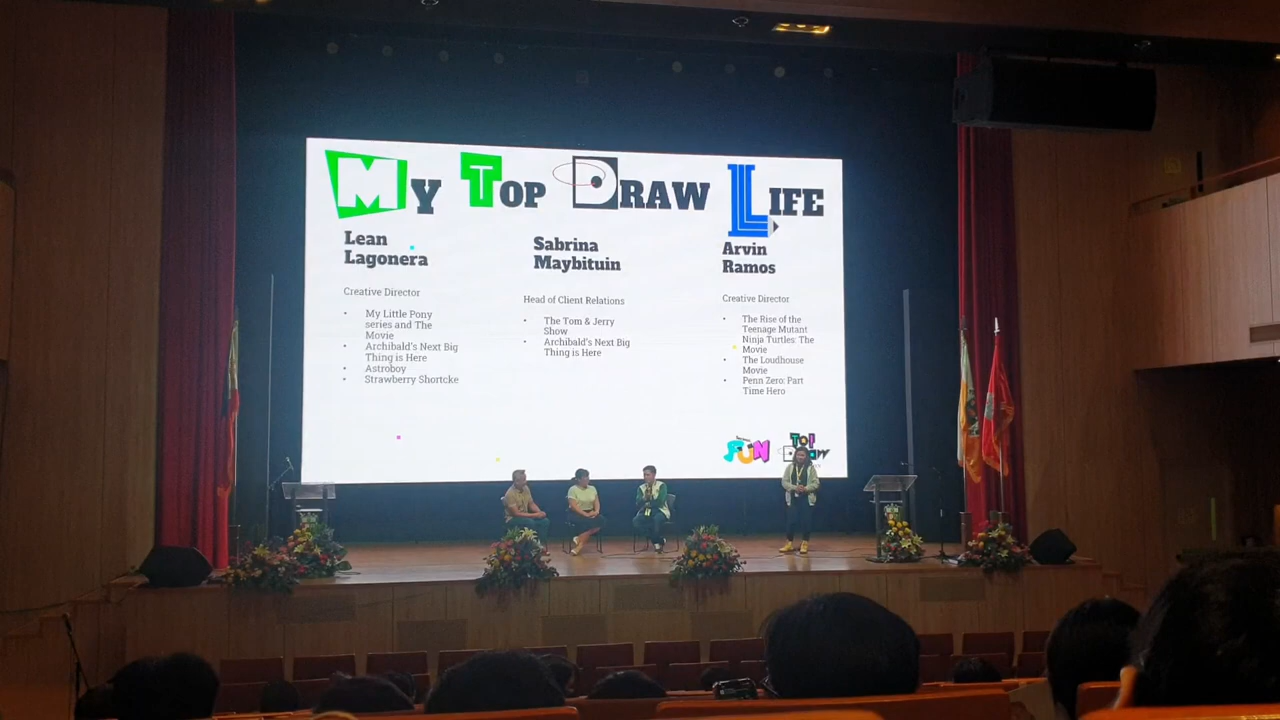 My Top Draw Life
Lean
Lagonera
Creative Director
• My Little Pony
series and The
Movie
• Archibald's Next Big
Thing is Here
• Astroboy
• Strawberry Shortcke
Sabrina
Maybituin
Head of Client Relations
• The Tom & Jerry
Show
• Archibald's Next Big
Thing is Here
Arvin
Ramos
Creative Director
• The Rise of the
Teenage Mutant
Ninja Turtles: The
Movie
• The Loudhouse
Movie
• Penn Zero: Part
Time Hero
FUN
Top
Draw